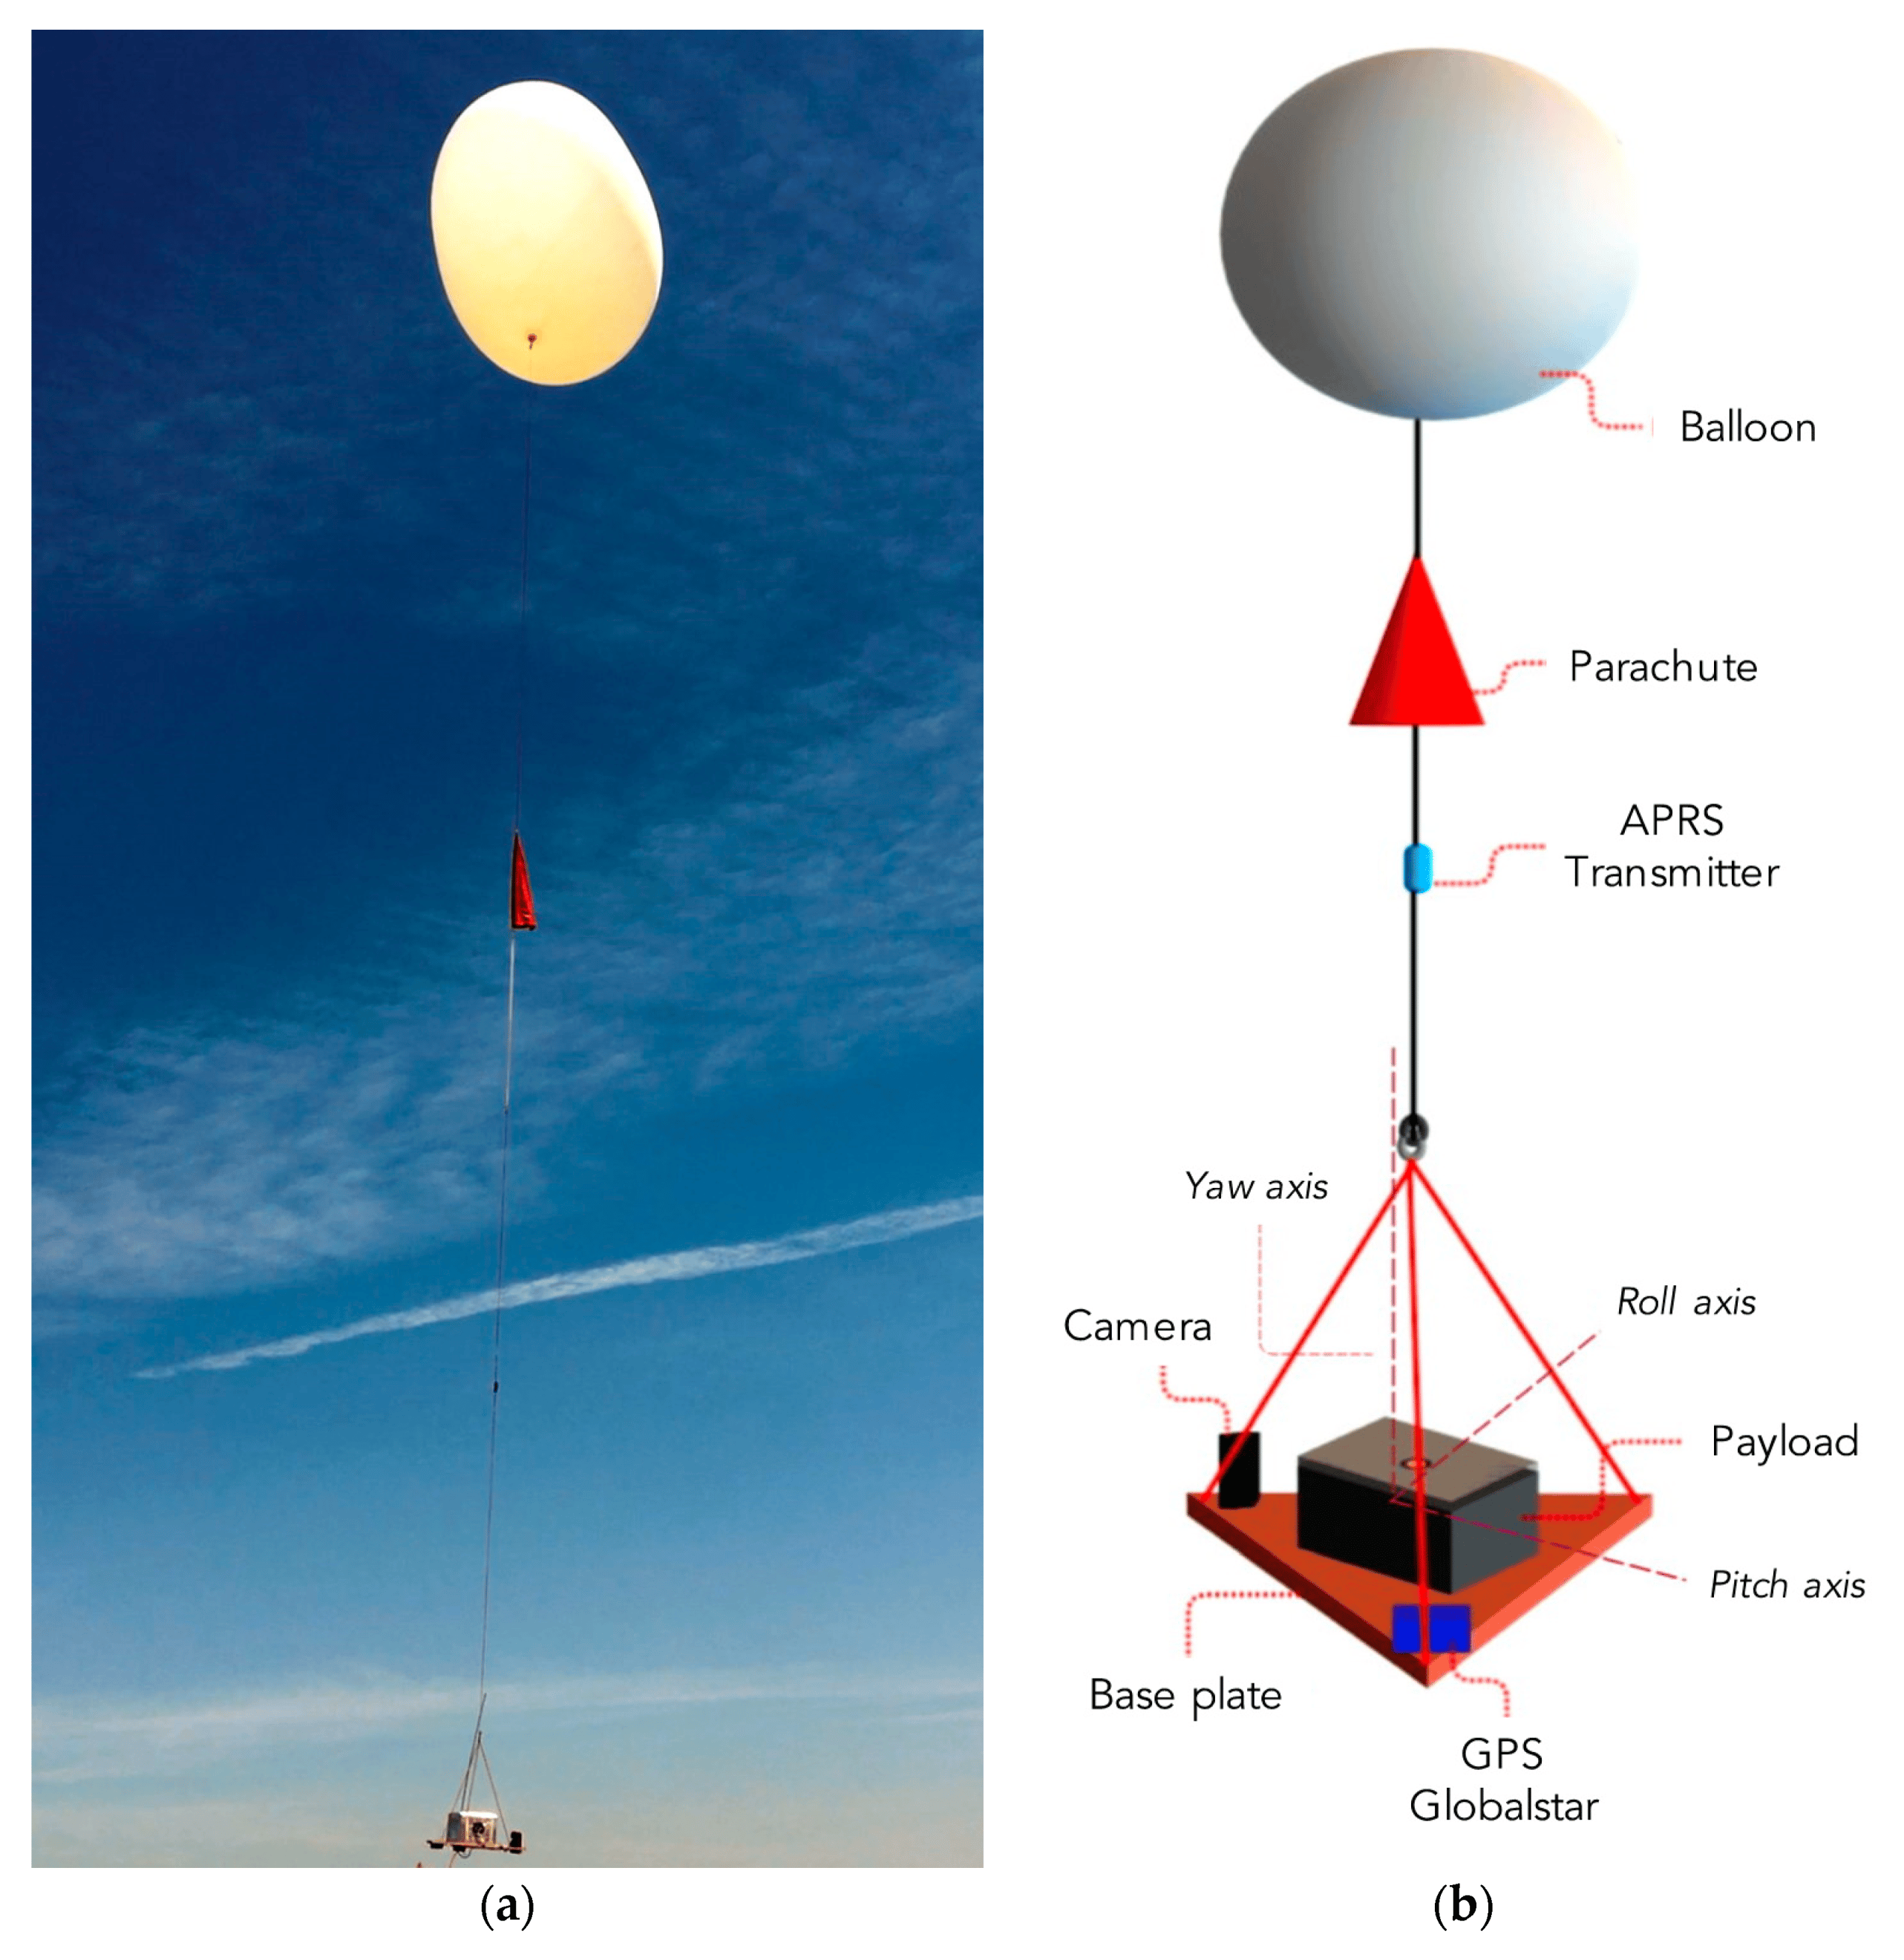 Balloon
Parachute
APRS
Transmitter
Yaw axis
Roll axis
Camera
Payload
Pitch axis
Base plate
GPS
Globalstar
(a)
(b)